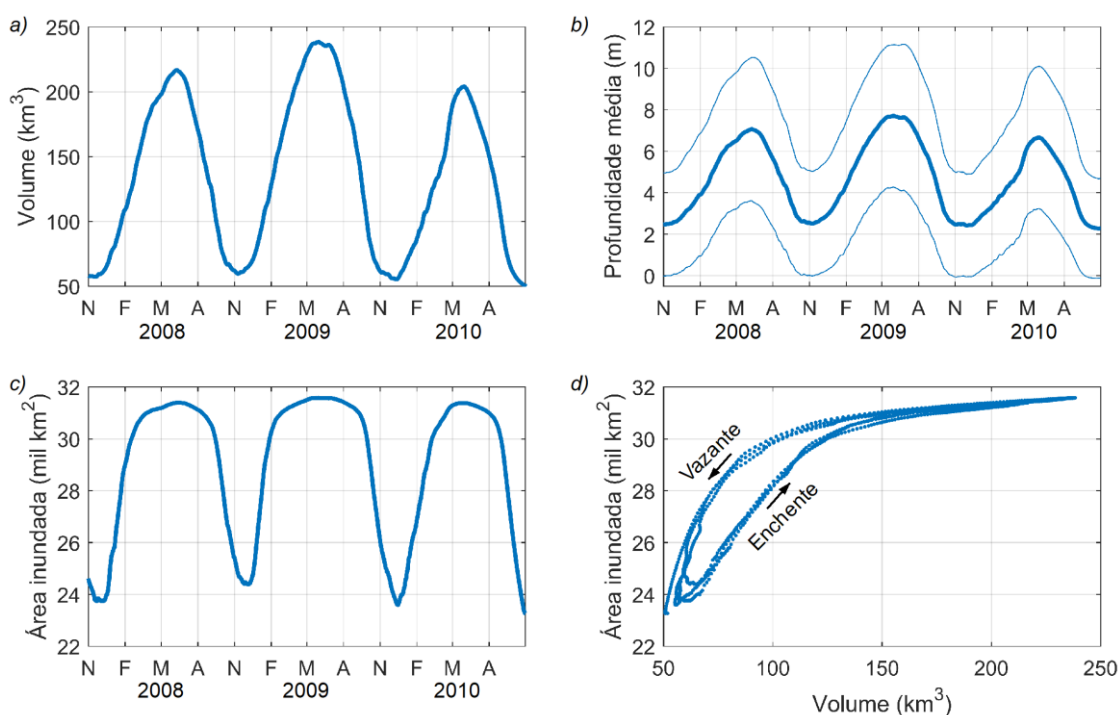 a)
Volume (km³)
250
200
150
100
50
N F M A N F M A N F M A
2008 2009 2010
b)
Profundidade média (m)
12
10
8
6
4
2
0
N F M A N F M A N F M A
2008 2009 2010
c)
Área inundada (mil km²)
32
30
28
26
24
22
N F M A N F M A N F M A
2008 2009 2010
d)
Área inundada (mil km²)
32
30
28
26
24
22
Vazante
Enchente
50 100 150 200 250
Volume (km³)